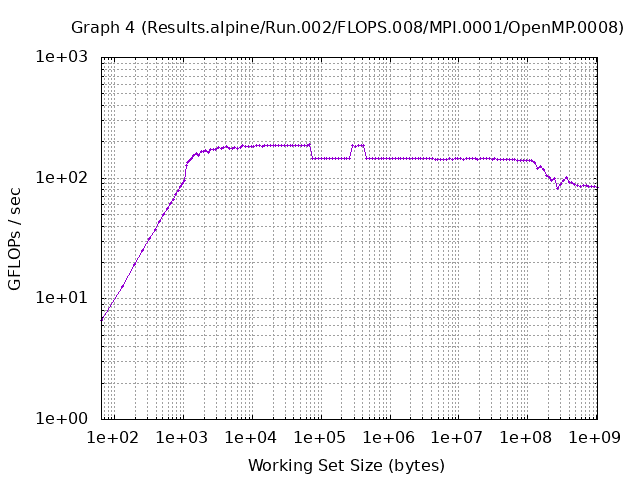 Graph 4 (Results.alpine/Run.002/FLOPS.008/MPI.0001/OpenMP.0008)
1e+03
1e+02
1e+01
1e+00
GFLOPs / sec
1e+02 1e+03 1e+04 1e+05 1e+06 1e+07 1e+08 1e+09
Working Set Size (bytes)